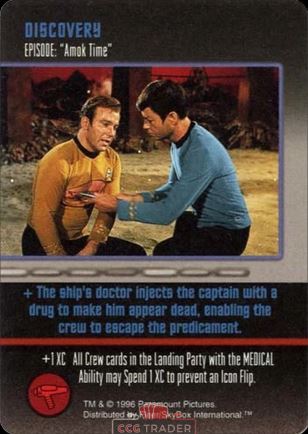 DISCOVERY
EPISODE: "Amok Time"
+ The ship's doctor injects the captain with a
drug to make him appear dead, enabling the
crew to escape the predicament.
+1 XC All Crew cards in the Landing Party with the MEDICAL
Ability may Spend 1 XC to prevent an Icon Flip.
TM & © 1996 Paramount Pictures.
Distributed by Fleer/SkyBox International.™
CCG TRADER